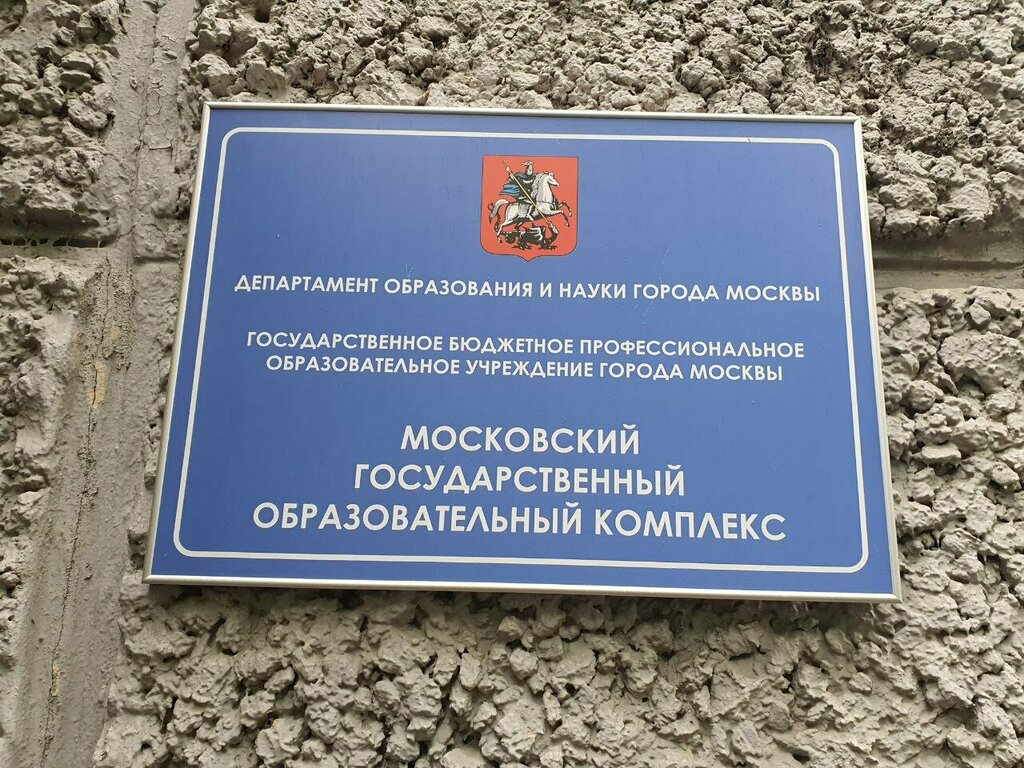 ДЕПАРТАМЕНТ ОБРАЗОВАНИЯ И НАУКИ ГОРОДА МОСКВЫ
ГОСУДАРСТВЕННОЕ БЮДЖЕТНОЕ ПРОФЕССИОНАЛЬНОЕ
ОБРАЗОВАТЕЛЬНОЕ УЧРЕЖДЕНИЕ ГОРОДА МОСКВЫ
МОСКОВСКИЙ
ГОСУДАРСТВЕННЫЙ
ОБРАЗОВАТЕЛЬНЫЙ КОМПЛЕКС